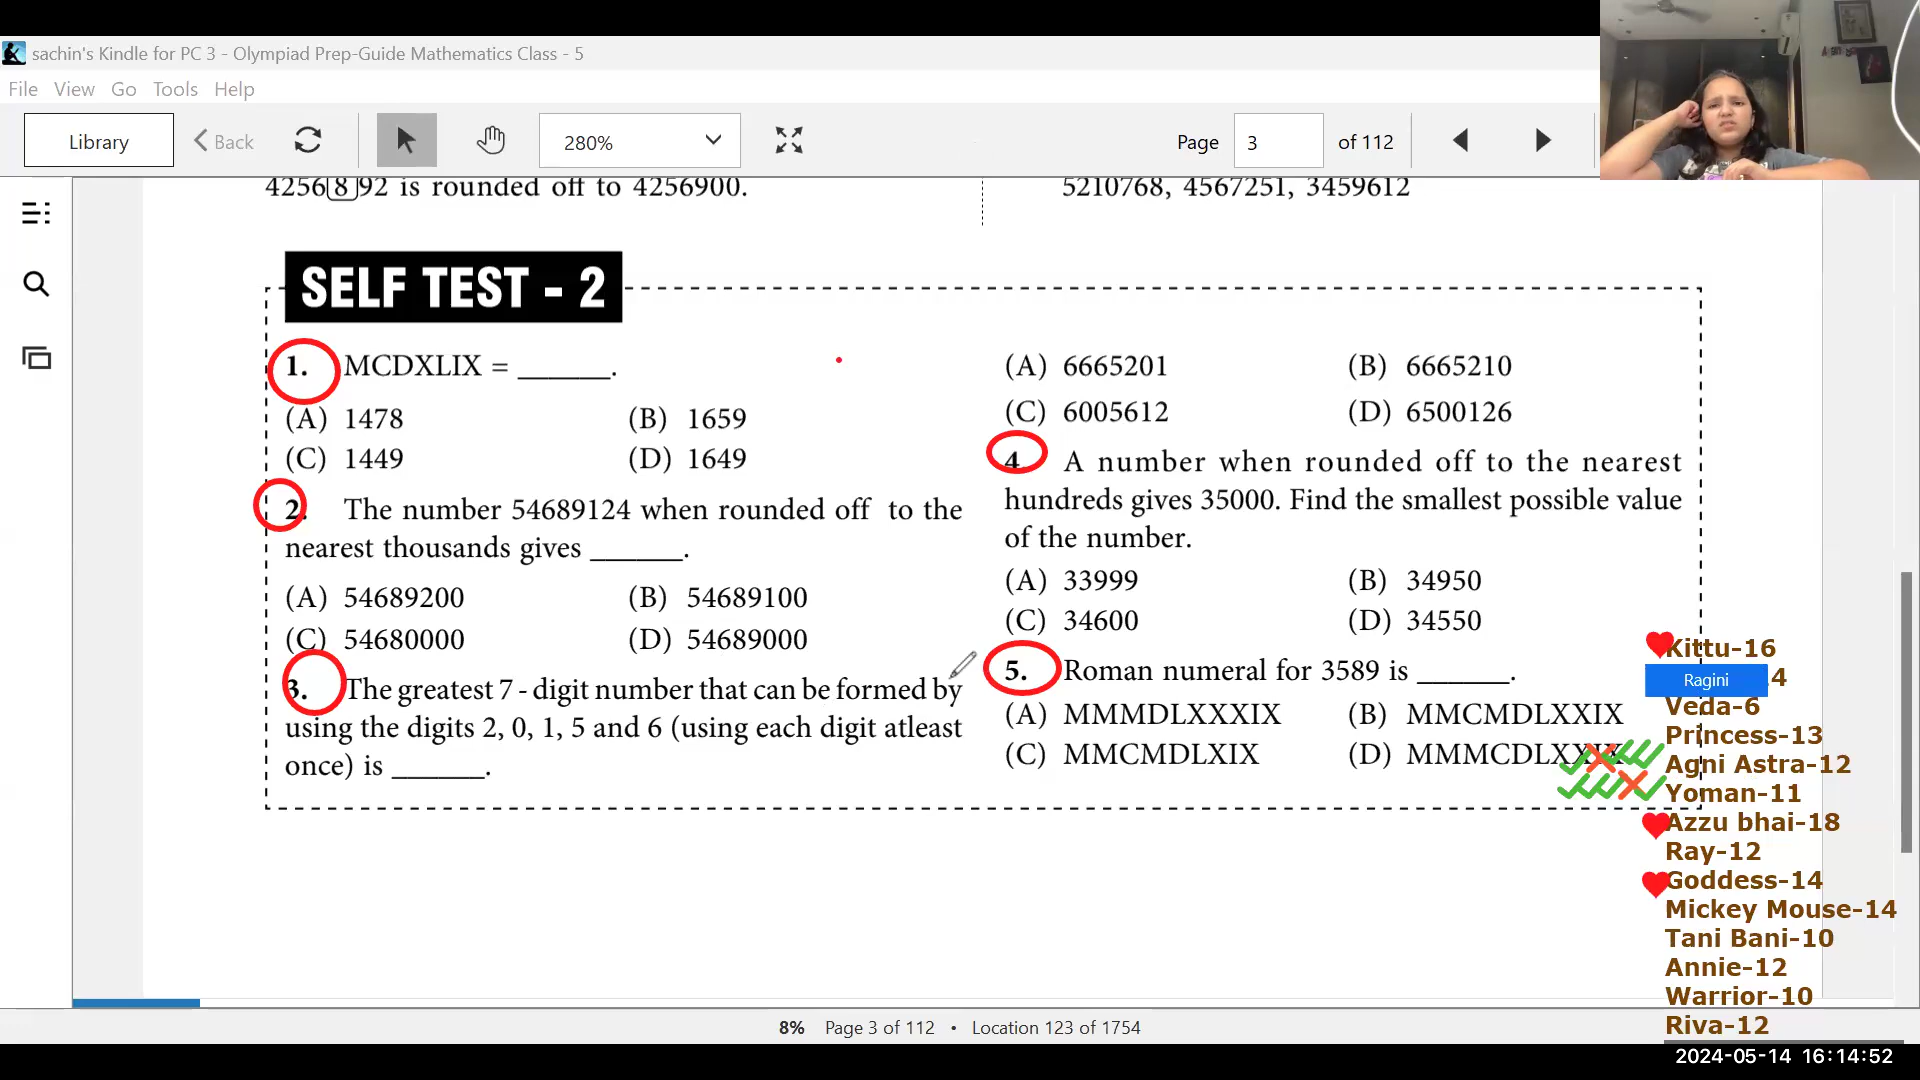 sachin's Kindle for PC 3 - Olympiad Prep-Guide Mathematics Class - 5
File View Go Tools Help
Library
Back
280%
Page 3 of 112
4256892 is rounded off to 4256900.
5210768, 4567251, 3459612
SELF TEST - 2
1. MCDXLIX = ______.
(A) 1478 (B) 1659
(C) 1449 (D) 1649
2. The number 54689124 when rounded off to the
nearest thousands gives ______.
(A) 54689200 (B) 54689100
(C) 54680000 (D) 54689000
3. The greatest 7 - digit number that can be formed by
using the digits 2, 0, 1, 5 and 6 (using each digit atleast
once) is ______.
(A) 6665201 (B) 6665210
(C) 6005612 (D) 6500126
4 A number when rounded off to the nearest
hundreds gives 35000. Find the smallest possible value
of the number.
(A) 33999 (B) 34950
(C) 34600 (D) 34550
5. Roman numeral for 3589 is ______.
(A) MMMDLXXXIX (B) MMCMDLXXIX
(C) MMCMDLXIX (D) MMMCDLXXIX
Kittu-16
Ragini
4
Veda-6
Princess-13
Agni Astra-12
Yoman-11
Azzu bhai-18
Ray-12
Goddess-14
Mickey Mouse-14
Tani Bani-10
Annie-12
Warrior-10
Riva-12
8% Page 3 of 112 • Location 123 of 1754
2024-05-14 16:14:52